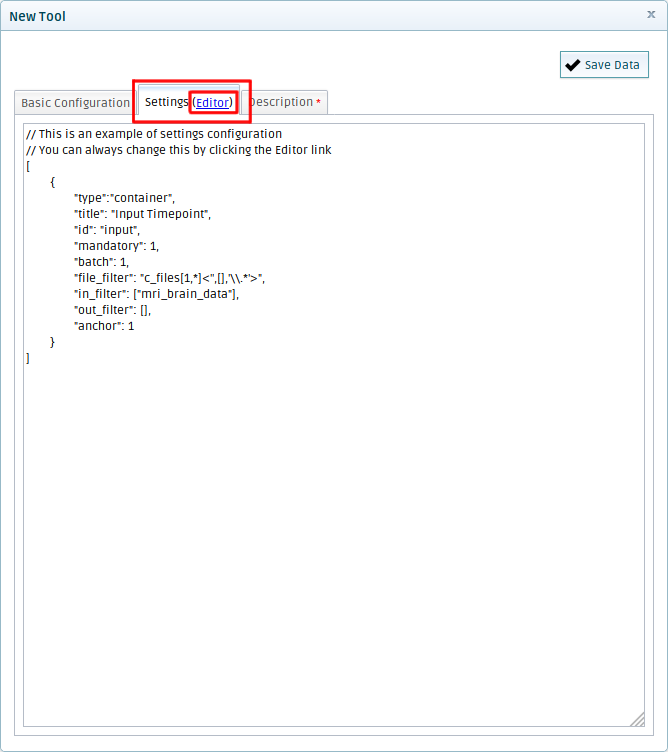 New Tool x
Save Data
Basic Configuration Settings (Editor) Description *
// This is an example of settings configuration
// You can always change this by clicking the Editor link
[
{
"type":"container",
"title": "Input Timepoint",
"id": "input",
"mandatory": 1,
"batch": 1,
"file_filter": "c_files[1,*]<'',[],'\\.*'>",
"in_filter": ["mri_brain_data"],
"out_filter": [],
"anchor": 1
}
]